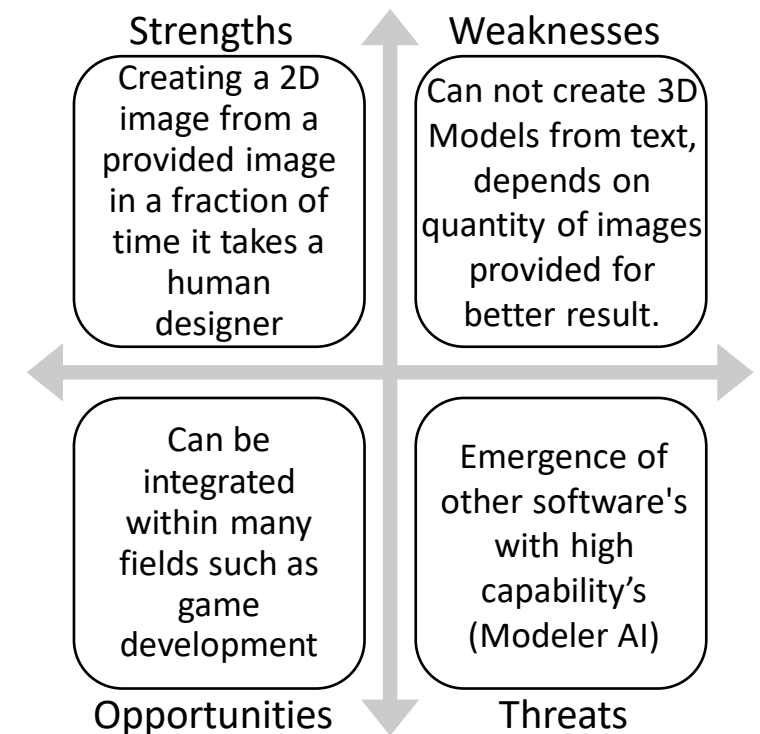 Strengths
Creating a 2D
image from a
provided image
in a fraction of
time it takes a
human
designer
Weaknesses
Can not create 3D
Models from text,
depends on
quantity of images
provided for
better result.
Can be
integrated
within many
fields such as
game
development
Opportunities
Emergence of
other software's
with high
capability’s
(Modeler AI)
Threats